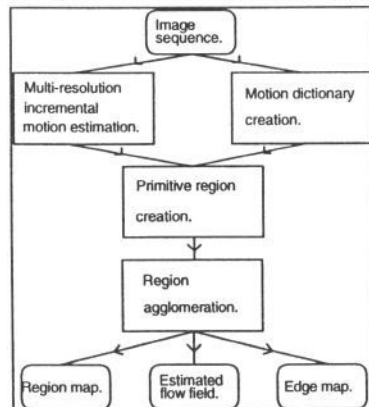 Image
sequence.
Multi-resolution
incremental
motion estimation.
Motion dictionary
creation.
Primitive region
creation.
Region
agglomeration.
Region map.
Estimated
flow field.
Edge map.